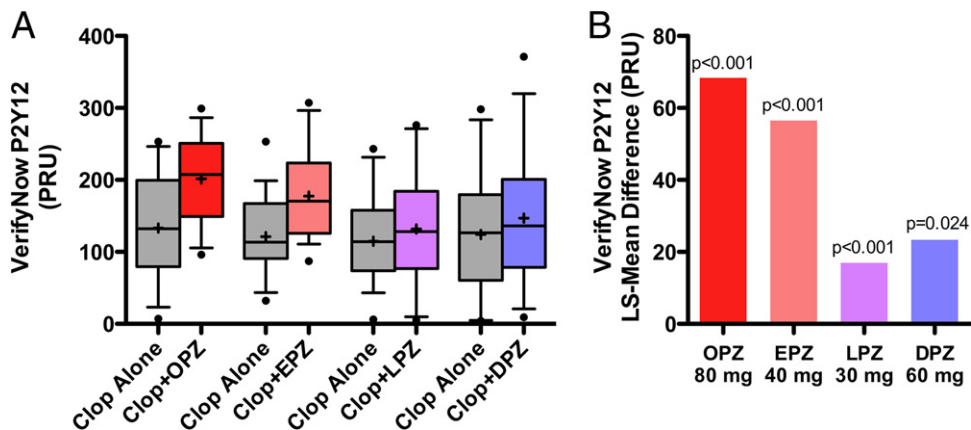 A
VerifyNow P2Y12
(PRU)
400
300
200
100
0
Clop Alone
Clop+OPZ
Clop Alone
Clop+EPZ
Clop Alone
Clop+LPZ
Clop Alone
Clop+DPZ
B
VerifyNow P2Y12
LS-Mean Difference (PRU)
80
60
40
20
0
p<0.001
p<0.001
p<0.001
p=0.024
OPZ EPZ LPZ DPZ
80 mg 40 mg 30 mg 60 mg